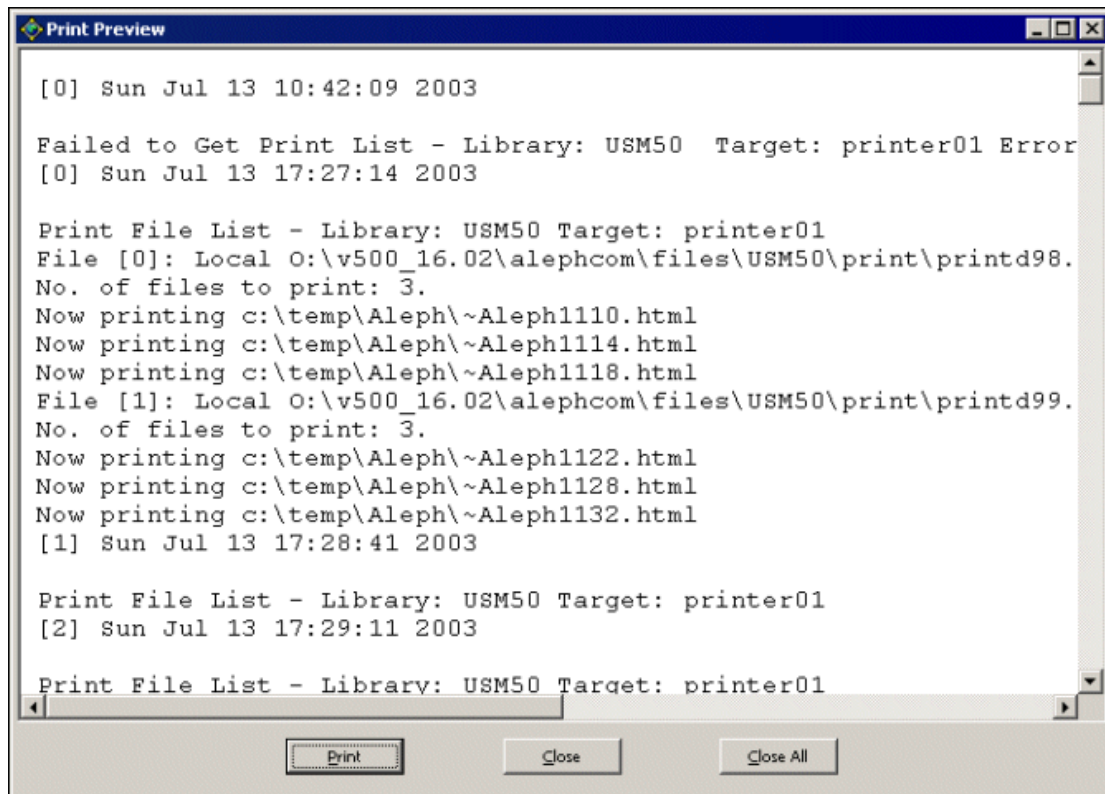 Print Preview
[0] Sun Jul 13 10:42:09 2003
Failed to Get Print List - Library: USM50  Target: printer01 Error
[0] Sun Jul 13 17:27:14 2003
Print File List - Library: USM50 Target: printer01
File [0]: Local O:\v500_16.02\alephcom\files\USM50\print\printd98.
No. of files to print: 3.
Now printing c:\temp\Aleph\~Aleph1110.html
Now printing c:\temp\Aleph\~Aleph1114.html
Now printing c:\temp\Aleph\~Aleph1118.html
File [1]: Local O:\v500_16.02\alephcom\files\USM50\print\printd99.
No. of files to print: 3.
Now printing c:\temp\Aleph\~Aleph1122.html
Now printing c:\temp\Aleph\~Aleph1128.html
Now printing c:\temp\Aleph\~Aleph1132.html
[1] Sun Jul 13 17:28:41 2003
Print File List - Library: USM50 Target: printer01
[2] Sun Jul 13 17:29:11 2003
Print File List - Library: USM50 Target: printer01
Print
Close
Close All